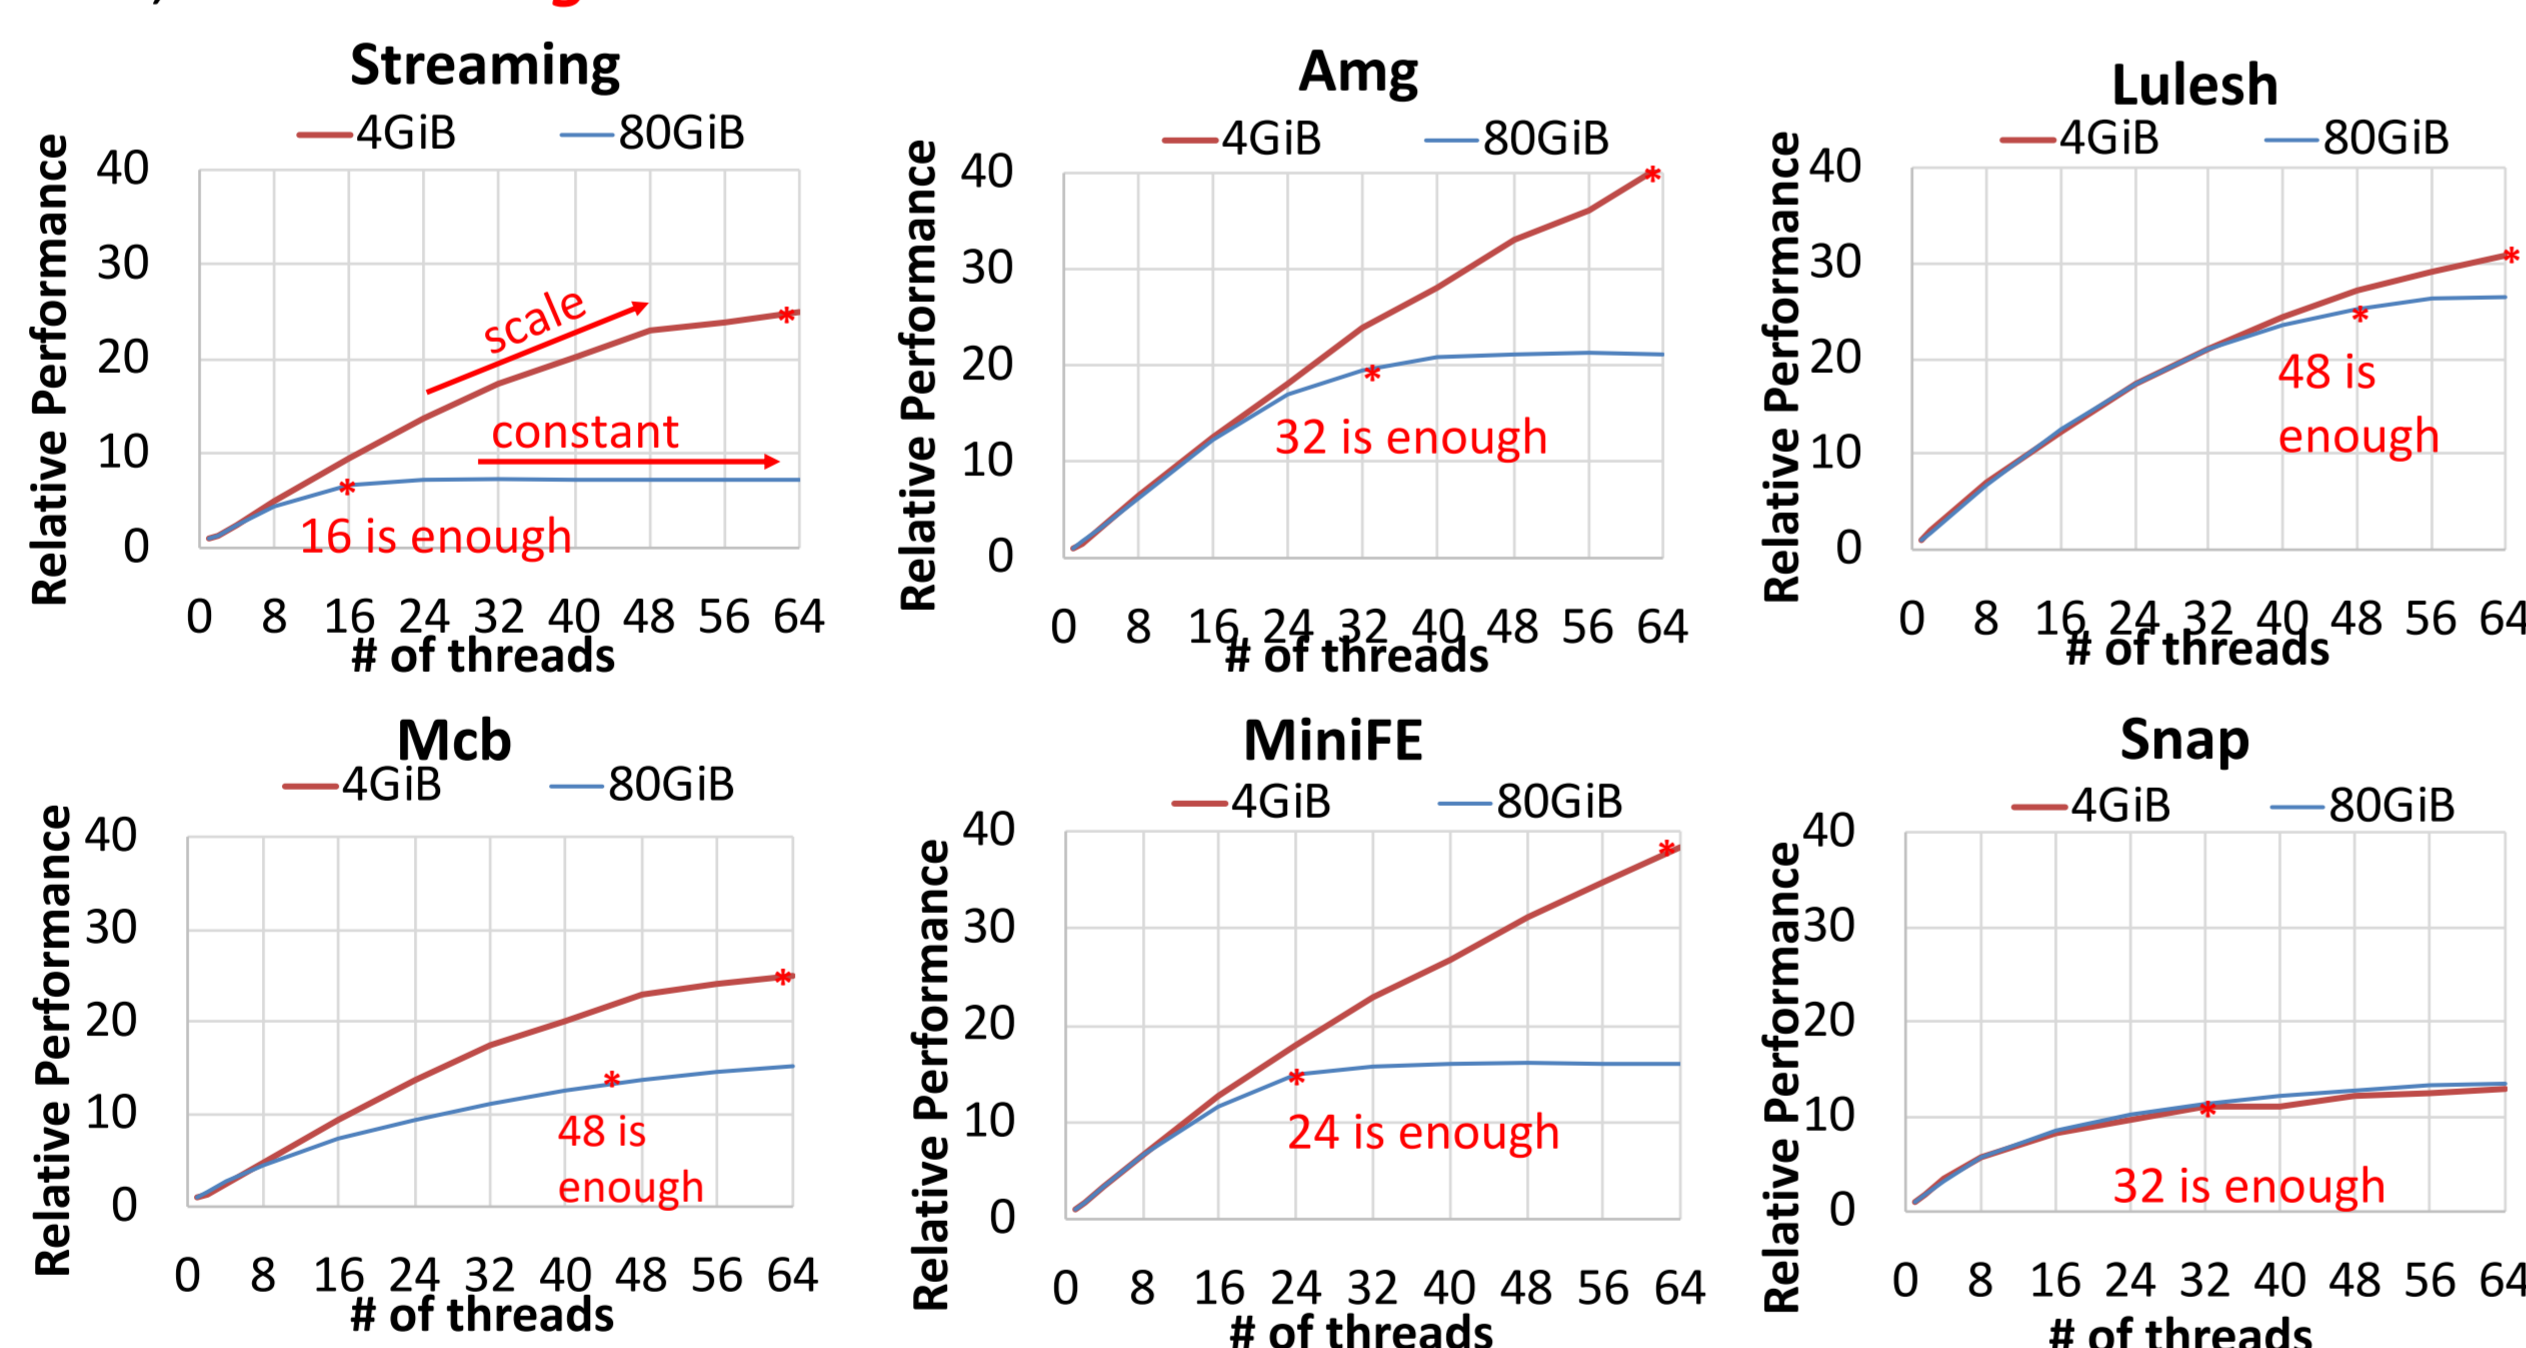 Streaming
4GiB 80GiB
Relative Performance
40
30
20
10
0
scale
constant
16 is enough
0 8 16 24 32 40 48 56 64
# of threads
Amg
4GiB 80GiB
Relative Performance
40
30
20
10
0
32 is enough
0 8 16 24 32 40 48 56 64
# of threads
Lulesh
4GiB 80GiB
Relative Performance
40
30
20
10
0
48 is
enough
0 8 16 24 32 40 48 56 64
# of threads
Mcb
4GiB 80GiB
Relative Performance
40
30
20
10
0
48 is
enough
0 8 16 24 32 40 48 56 64
# of threads
MiniFE
4GiB 80GiB
Relative Performance
40
30
20
10
0
24 is enough
0 8 16 24 32 40 48 56 64
# of threads
Snap
4GiB 80GiB
Relative Performance
40
30
20
10
0
32 is enough
0 8 16 24 32 40 48 56 64
# of threads